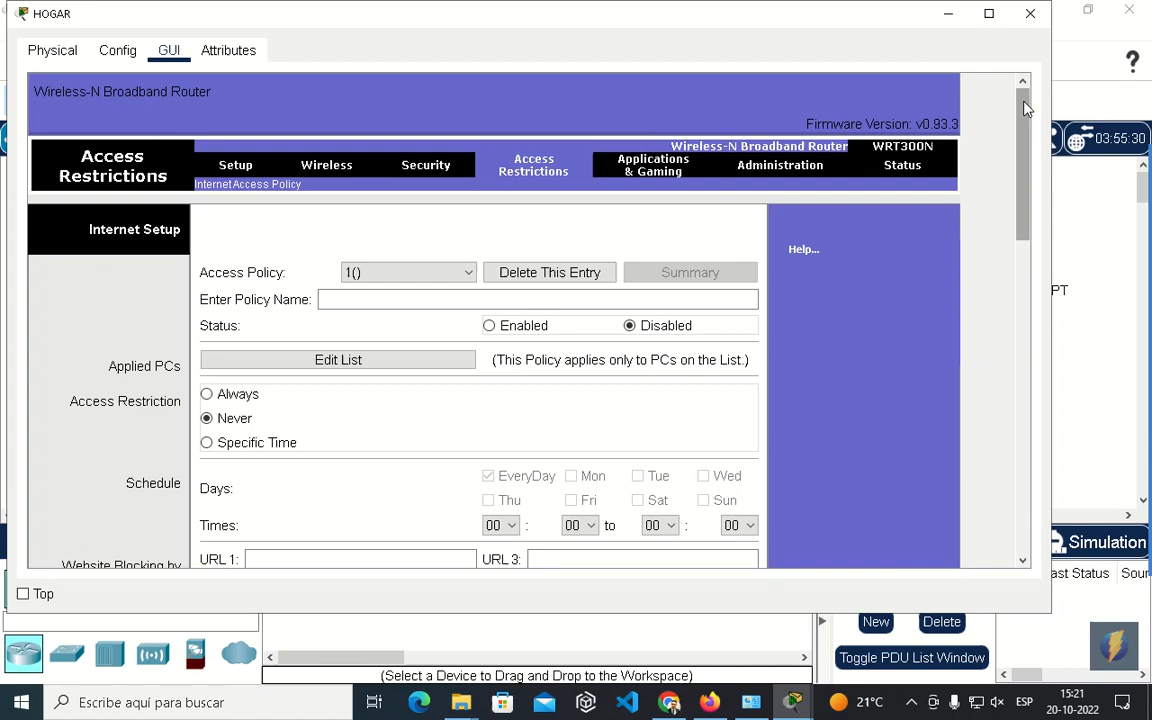 HOGAR
Physical Config GUI Attributes
Wireless-N Broadband Router
Firmware Version: v0.93.3
Access Restrictions
Wireless-N Broadband Router WRT300N
Setup Wireless Security Access Restrictions Applications & Gaming Administration Status
Internet Access Policy
Internet Setup
Help...
Access Policy: 1() Delete This Entry Summary
Enter Policy Name:
Status: Enabled Disabled
Applied PCs Edit List (This Policy applies only to PCs on the List.)
Access Restriction Always
Never
Specific Time
Schedule Days: EveryDay Mon Tue Wed
Thu Fri Sat Sun
Times: 00 : 00 to 00 : 00
Website Blocking by URL 1: URL 3:
Top
?
03:55:30
PT
Simulation
ast Status Sour
New Delete
Toggle PDU List Window
(Select a Device to Drag and Drop to the Workspace)
Escribe aquí para buscar
21°C
ESP
15:21
20-10-2022